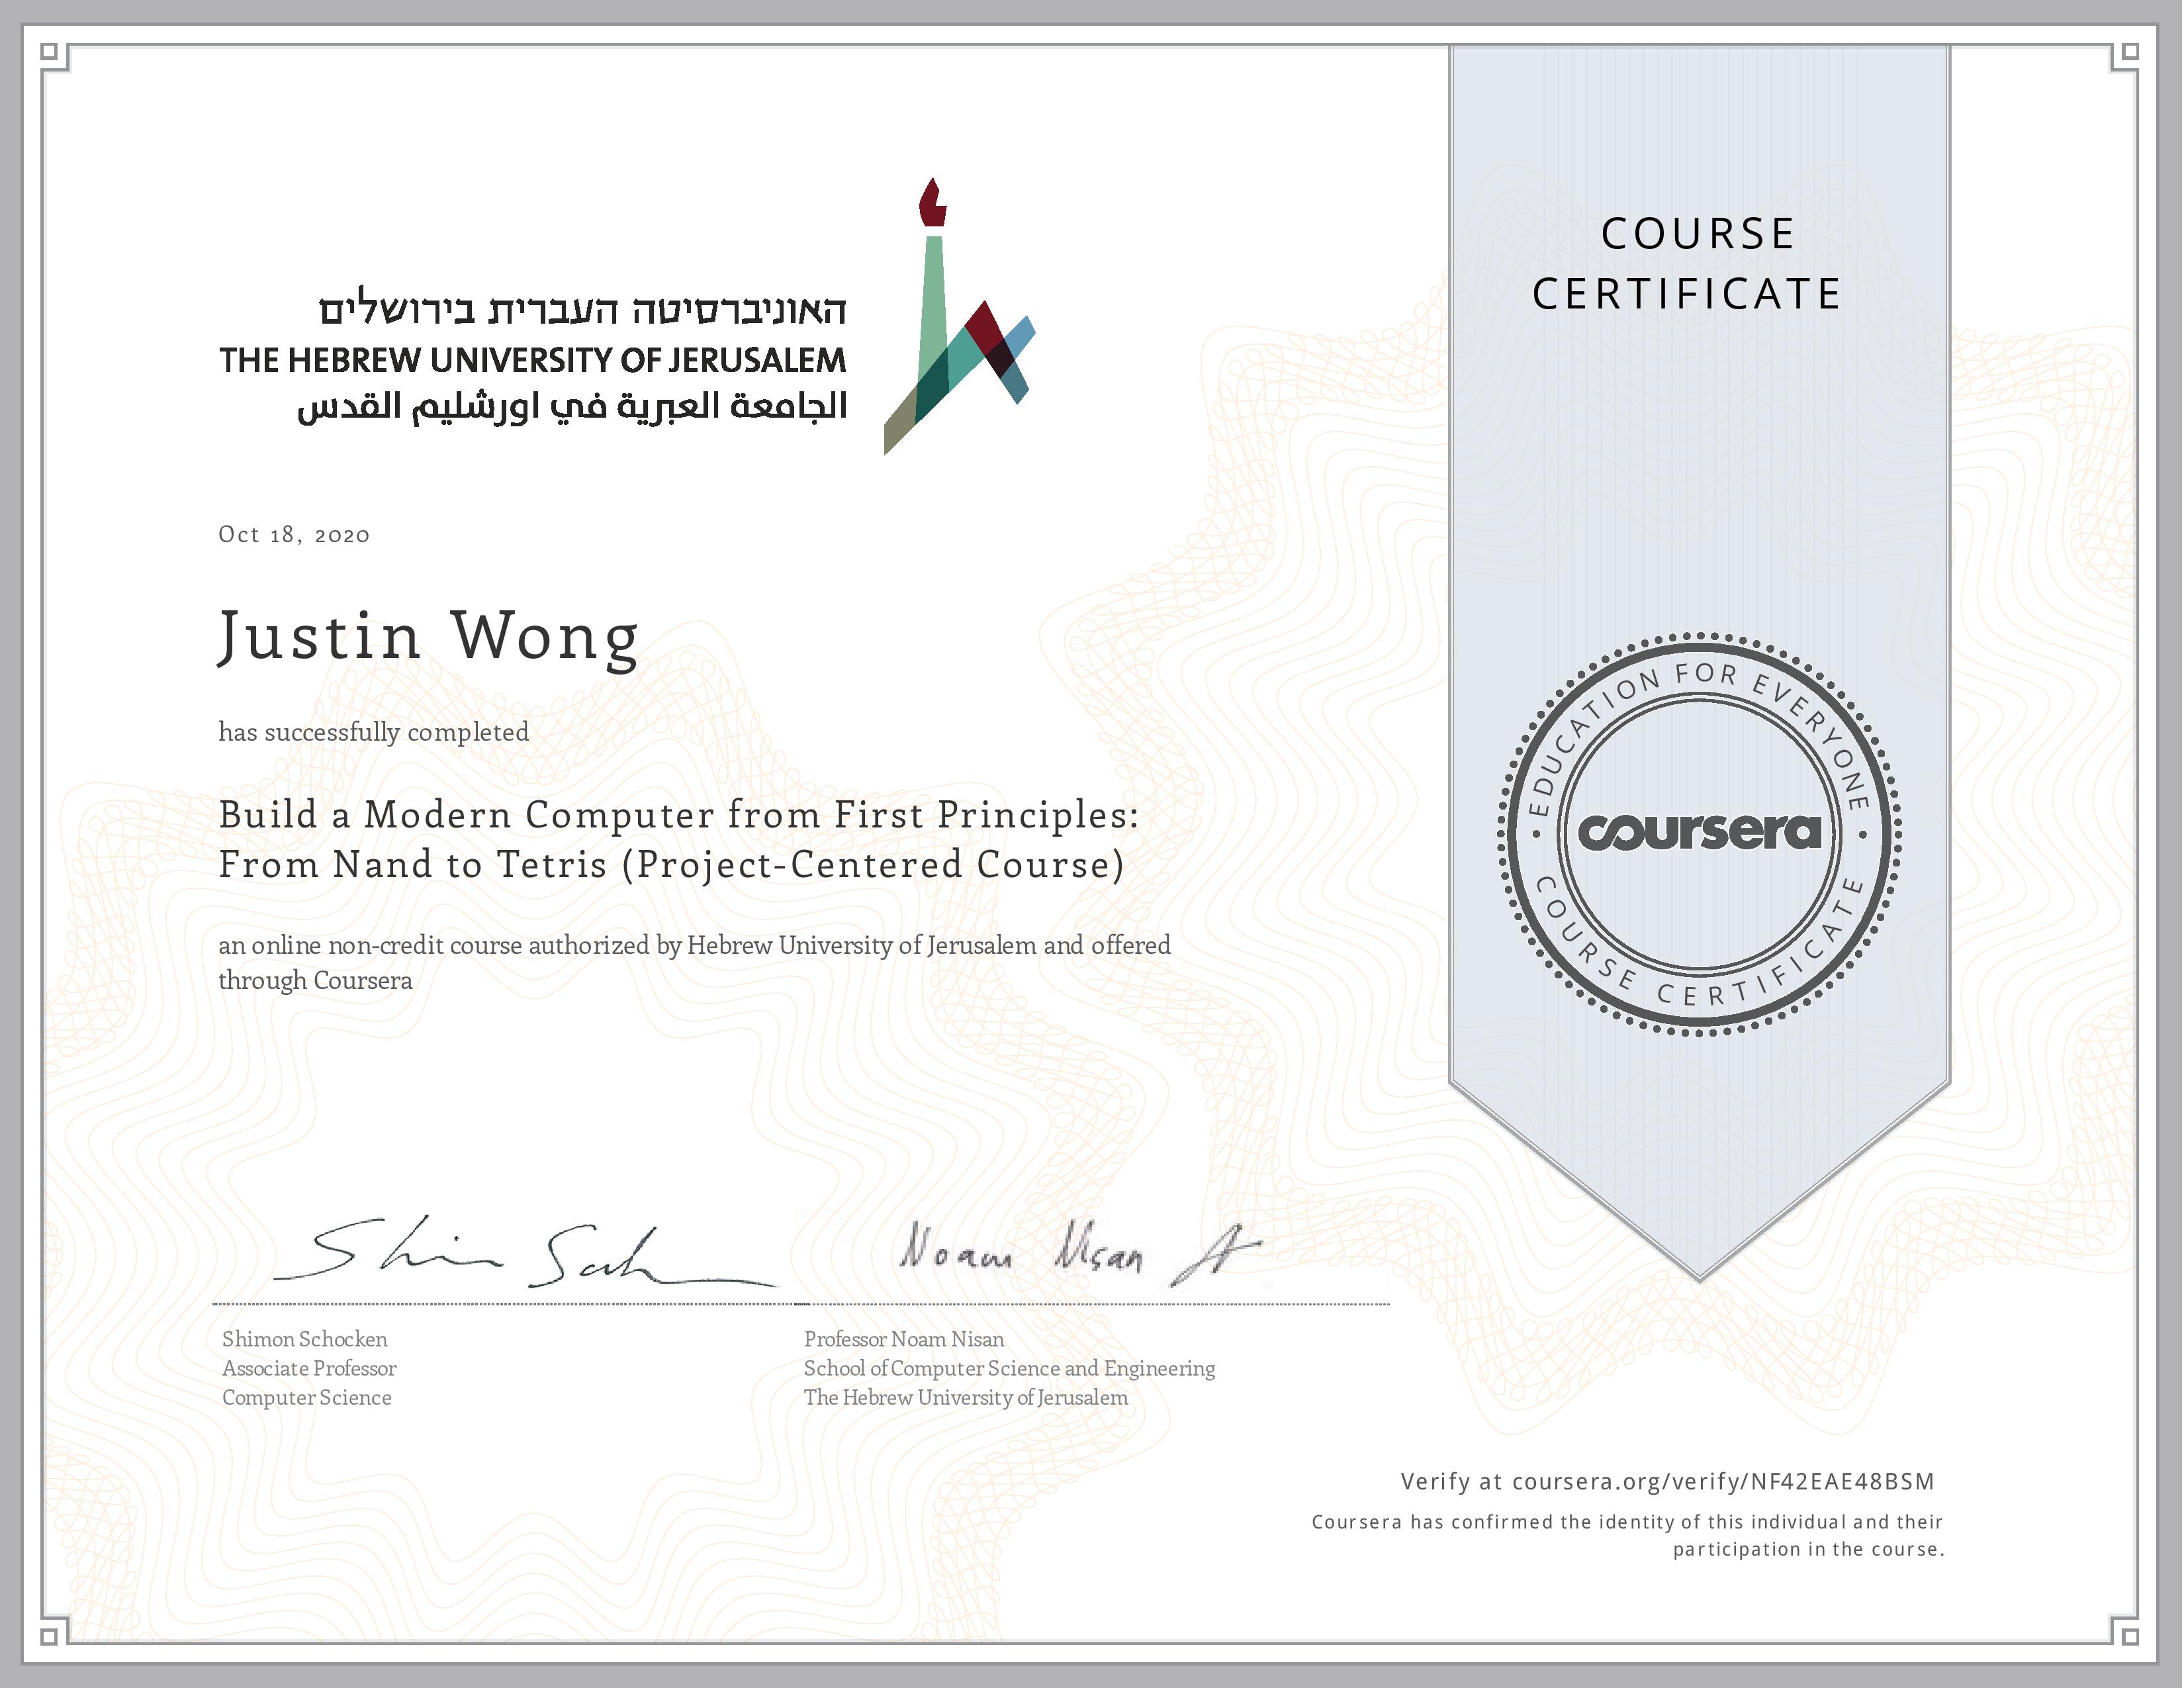 האוניברסיטה העברית בירושלים
THE HEBREW UNIVERSITY OF JERUSALEM
الجامعة العبرية في اورشليم القدس
COURSE
CERTIFICATE
Oct 18, 2020
Justin Wong
has successfully completed
Build a Modern Computer from First Principles:
From Nand to Tetris (Project-Centered Course)
an online non-credit course authorized by Hebrew University of Jerusalem and offered
through Coursera
EDUCATION FOR EVERYONE
coursera
COURSE CERTIFICATE
Noam Nisan
Shimon Schocken
Associate Professor
Computer Science
Professor Noam Nisan
School of Computer Science and Engineering
The Hebrew University of Jerusalem
Verify at coursera.org/verify/NF42EAE48BSM
Coursera has confirmed the identity of this individual and their
participation in the course.